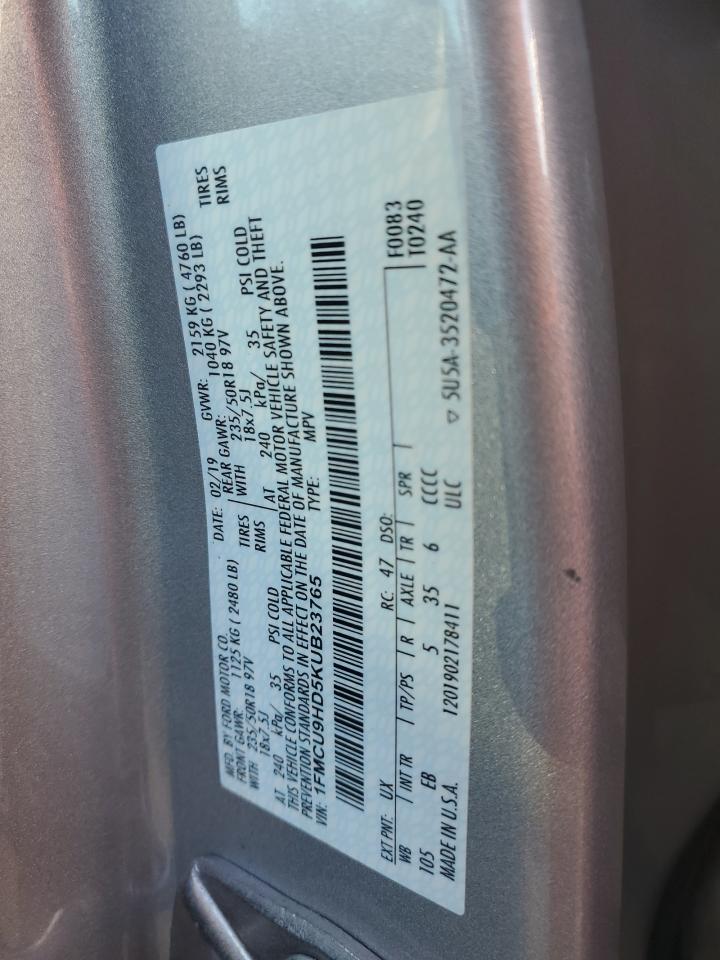 MFD. BY FORD MOTOR CO.
DATE: 02/19 GVWR: 2159 KG ( 4760 LB)
FRONT GAWR: 1125 KG ( 2480 LB) REAR GAWR: 1040 KG ( 2293 LB)
WITH 235/50R18 97V TIRES WITH 235/50R18 97V TIRES
18x7.5J RIMS 18x7.5J RIMS
AT 240 kPa/ 35 PSI COLD AT 240 kPa/ 35 PSI COLD
THIS VEHICLE CONFORMS TO ALL APPLICABLE FEDERAL MOTOR VEHICLE SAFETY AND THEFT
PREVENTION STANDARDS IN EFFECT ON THE DATE OF MANUFACTURE SHOWN ABOVE.
VIN: 1FMCU9HD5KUB23765 TYPE: MPV
F0083
T0240
EXT PNT: UX RC: 47 DSO:
WB INT TR TP/PS R AXLE TR SPR
105 EB 5 35 6 CCCC
MADE IN U.S.A. 1201902178411 ULC
▽ 5U5A-3520472-AA